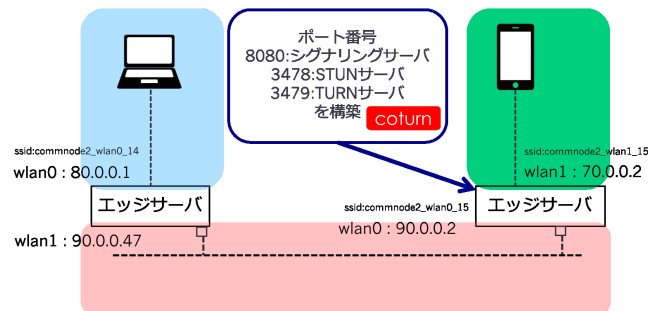 ポート番号
8080:シグナリングサーバ
3478:STUNサーバ
3479:TURNサーバ
を構築
coturn
ssid:commnode2_wlan0_14
wlan0 : 80.0.0.1
エッジサーバ
wlan1 : 90.0.0.47
ssid:commnode2_wlan1_15
wlan1 : 70.0.0.2
ssid:commnode2_wlan0_15
wlan0 : 90.0.0.2
エッジサーバ